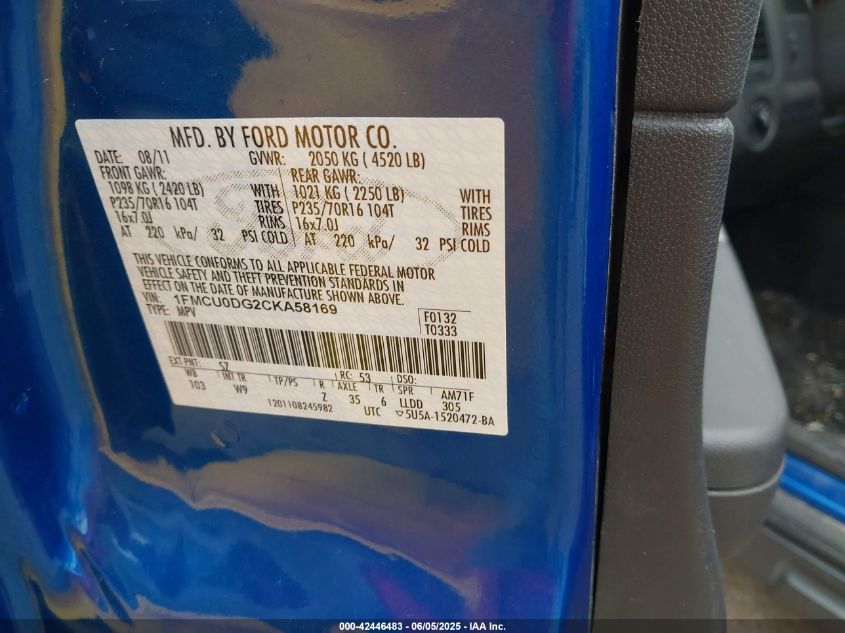 MFD. BY FORD MOTOR CO.
DATE: 08/11 GVWR: 2050 KG ( 4520 LB)
FRONT GAWR: REAR GAWR:
1098 KG ( 2420 LB) WITH 1021 KG ( 2250 LB) WITH
P235/70R16 104T TIRES P235/70R16 104T TIRES
16x7.0J RIMS 16x7.0J RIMS
AT 220 kPa/ 32 PSI COLD AT 220 kPa/ 32 PSI COLD
THIS VEHICLE CONFORMS TO ALL APPLICABLE FEDERAL MOTOR
VEHICLE SAFETY AND THEFT PREVENTION STANDARDS IN
EFFECT ON THE DATE OF MANUFACTURE SHOWN ABOVE.
VIN: 1FMCU0DG2CKA58169
TYPE: MPV
F0132
T0333
EXT PNT: SZ RC: 53 DSO:
WB INT TR TP/PS R AXLE TR SPR AM71F
103 W9 Z 35 6 LLDD 305
1201108245982 UTC ▽5U5A-1520472-BA
000-42446483 - 06/05/2025 - IAA Inc.